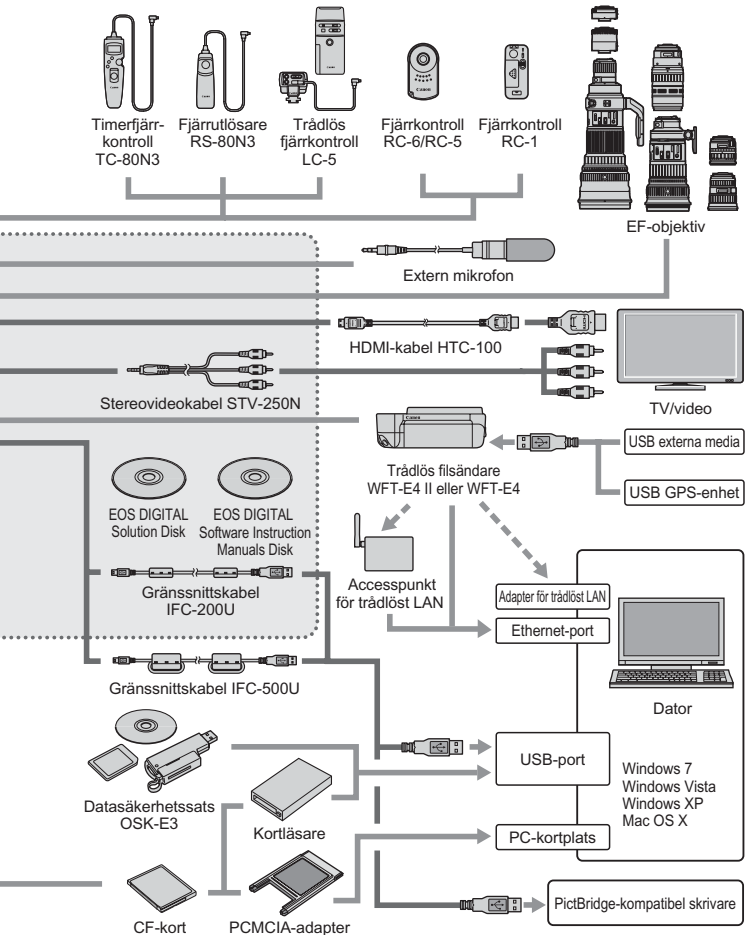 Timerfjärr-
kontroll
TC-80N3
Fjärrutlösare
RS-80N3
Trådlös
fjärrkontroll
LC-5
Fjärrkontroll
RC-6/RC-5
Fjärrkontroll
RC-1
EF-objektiv
Extern mikrofon
HDMI-kabel HTC-100
Stereovideokabel STV-250N
TV/video
Canon
Trådlös filsändare
WFT-E4 II eller WFT-E4
USB externa media
USB GPS-enhet
EOS DIGITAL
Solution Disk
EOS DIGITAL
Software Instruction
Manuals Disk
Accesspunkt
för trådlöst LAN
Adapter för trådlöst LAN
Ethernet-port
Gränssnittskabel
IFC-200U
Gränssnittskabel IFC-500U
Dator
USB-port
Windows 7
Windows Vista
Windows XP
Mac OS X
Datasäkerhetssats
OSK-E3
Kortläsare
PC-kortplats
CF-kort
PCMCIA-adapter
PictBridge-kompatibel skrivare